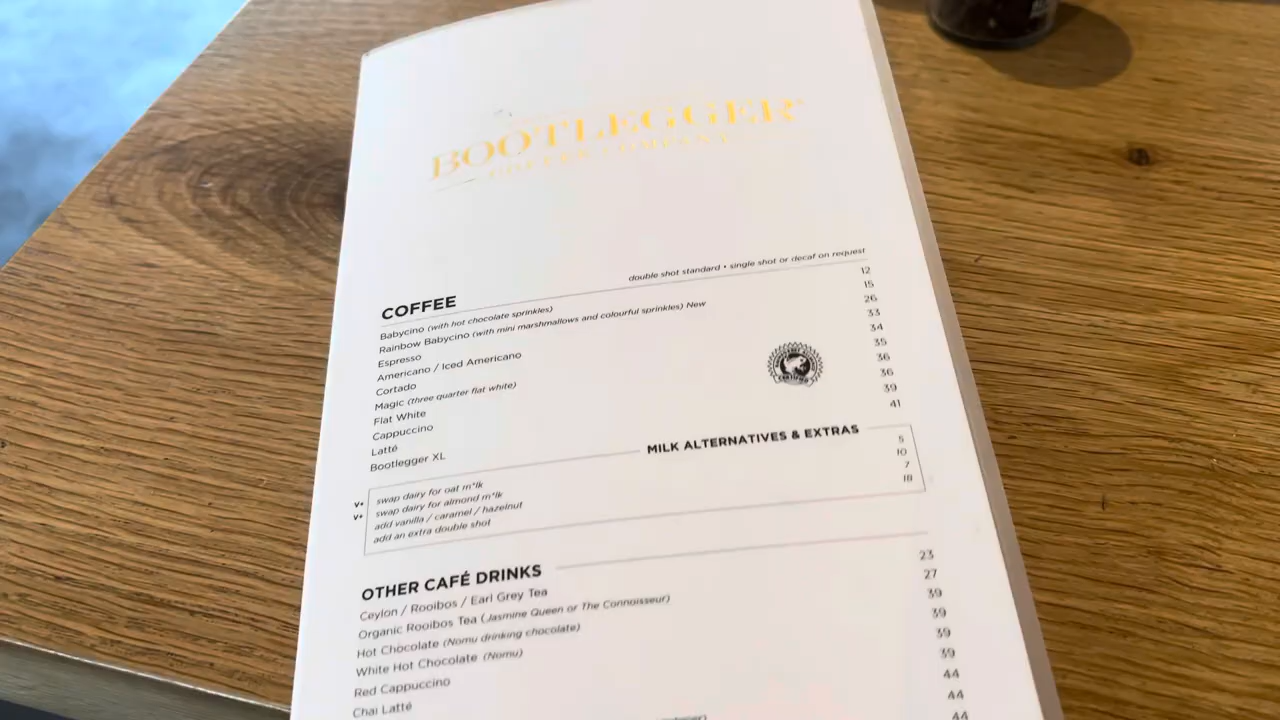 BOOTLEGGER
COFFEE COMPANY
double shot standard • single shot or decaf on request
COFFEE
Babycino (with hot chocolate sprinkles) 12
Rainbow Babycino (with mini marshmallows and colourful sprinkles) New 15
Espresso 26
Americano / Iced Americano 33
Cortado 34
Magic (three quarter flat white) 35
Flat White 36
Cappuccino 36
Latté 39
Bootlegger XL 41
MILK ALTERNATIVES & EXTRAS
V+ swap dairy for oat m*lk 5
V+ swap dairy for almond m*lk 10
add vanilla / caramel / hazelnut 7
add an extra double shot 18
OTHER CAFÉ DRINKS
Ceylon / Rooibos / Earl Grey Tea 23
Organic Rooibos Tea (Jasmine Queen or The Connoisseur) 27
Hot Chocolate (Nomu drinking chocolate) 39
White Hot Chocolate (Nomu) 39
Red Cappuccino 39
Chai Latté 39
44
44
44